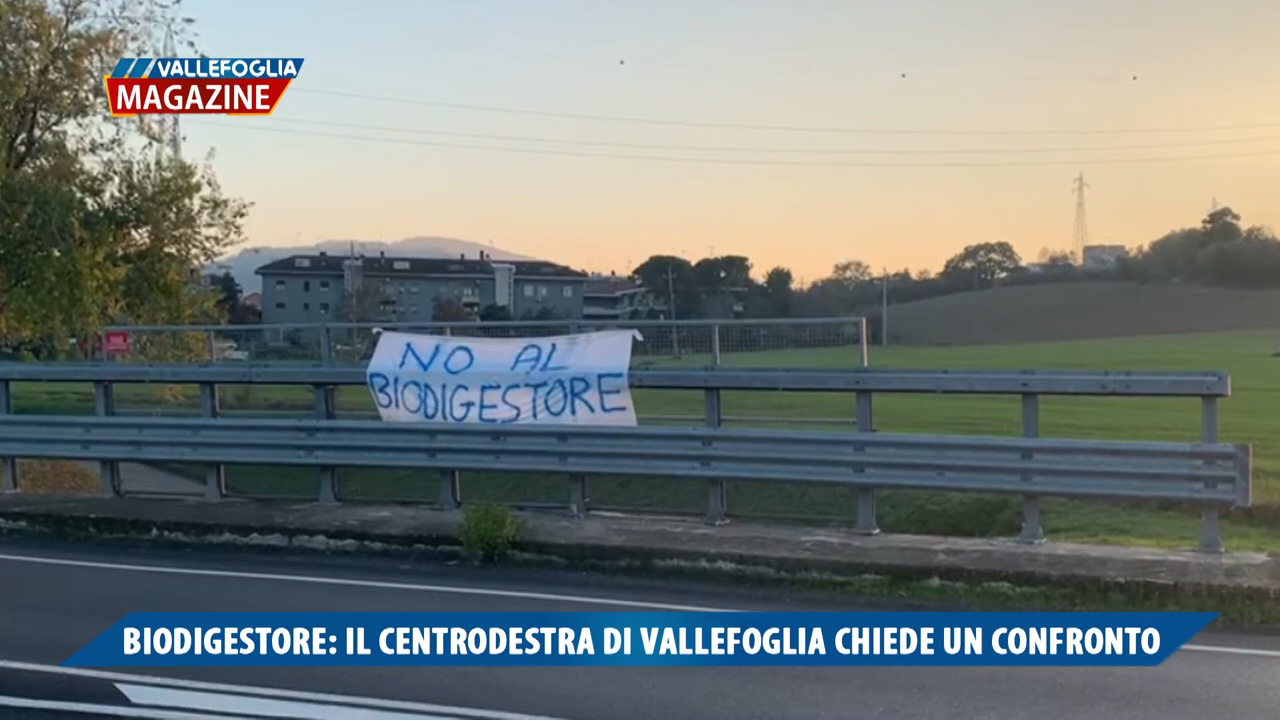 VALLEFOGLIA
MAGAZINE
NO AL
BIODIGESTORE
BIODIGESTORE: IL CENTRODESTRA DI VALLEFOGLIA CHIEDE UN CONFRONTO